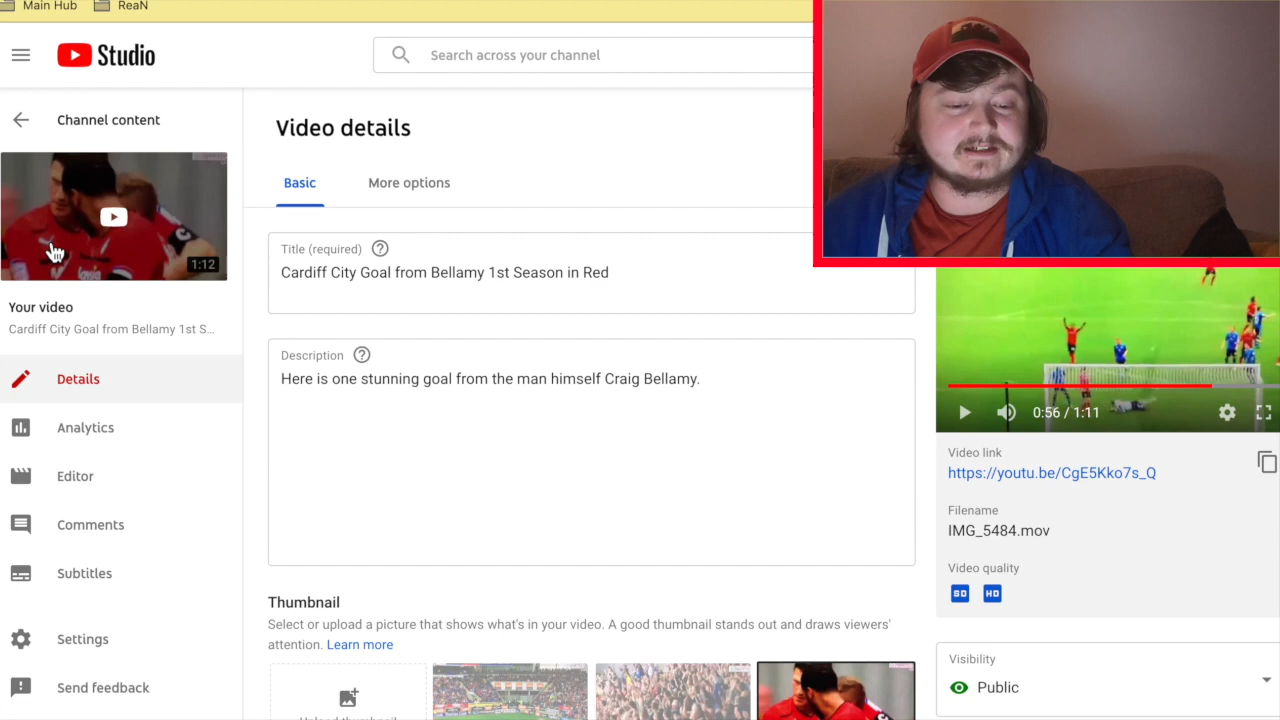 Main Hub
ReaN
Studio
Search across your channel
Channel content
1:12
Your video
Cardiff City Goal from Bellamy 1st S...
Details
Analytics
Editor
Comments
Subtitles
Settings
Send feedback
Video details
Basic
More options
Title (required)
Cardiff City Goal from Bellamy 1st Season in Red
Description
Here is one stunning goal from the man himself Craig Bellamy.
Thumbnail
Select or upload a picture that shows what's in your video. A good thumbnail stands out and draws viewers'
attention. Learn more
Upload thumbnail
0:56 / 1:11
Video link
https://youtu.be/CgE5Kko7s_Q
Filename
IMG_5484.mov
Video quality
SD HD
Visibility
Public